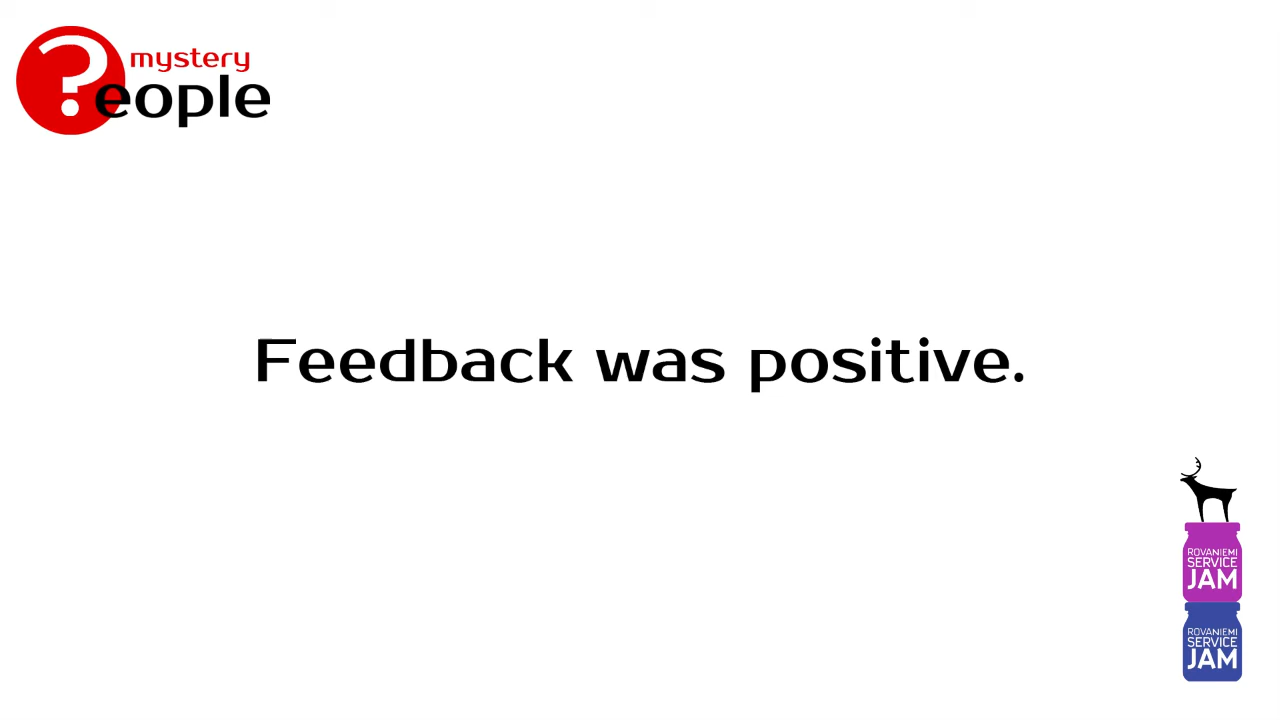 mystery
?eople
Feedback was positive.
ROVANIEMI
SERVICE
JAM
ROVANIEMI
SERVICE
JAM